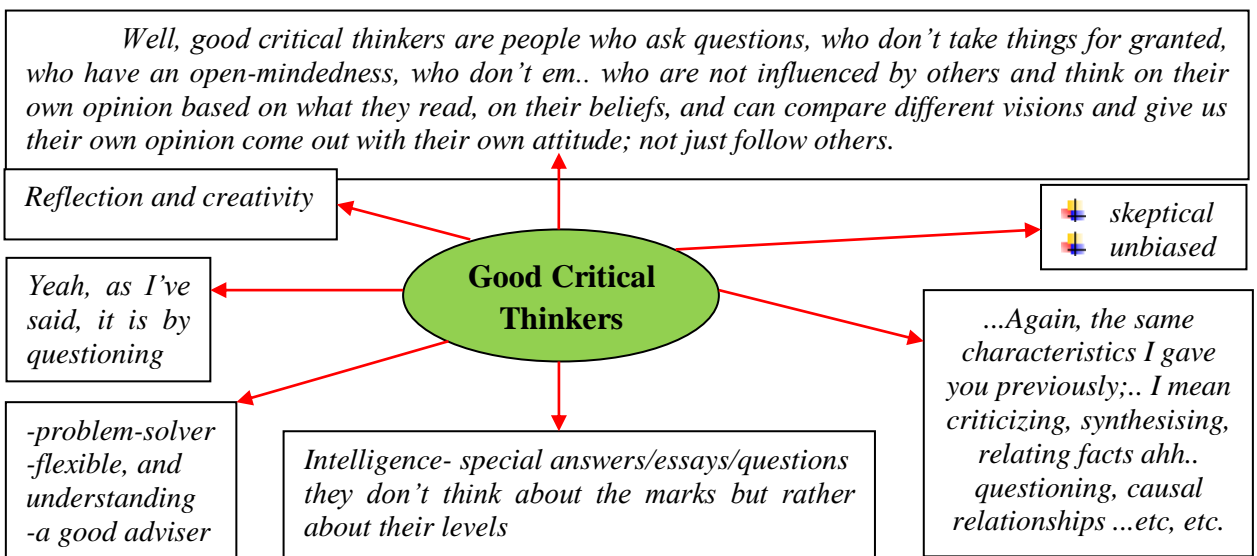 Well, good critical thinkers are people who ask questions, who don’t take things for granted,
who have an open-mindedness, who don’t em.. who are not influenced by others and think on their
own opinion based on what they read, on their beliefs, and can compare different visions and give us
their own opinion come out with their own attitude; not just follow others.
Reflection and creativity
skeptical
unbiased
Good Critical
Thinkers
Yeah, as I’ve
said, it is by
questioning
...Again, the same
characteristics I gave
you previously;.. I mean
criticizing, synthesising,
relating facts ahh..
questioning, causal
relationships ...etc, etc.
-problem-solver
-flexible, and
understanding
-a good adviser
Intelligence- special answers/essays/questions
they don’t think about the marks but rather
about their levels